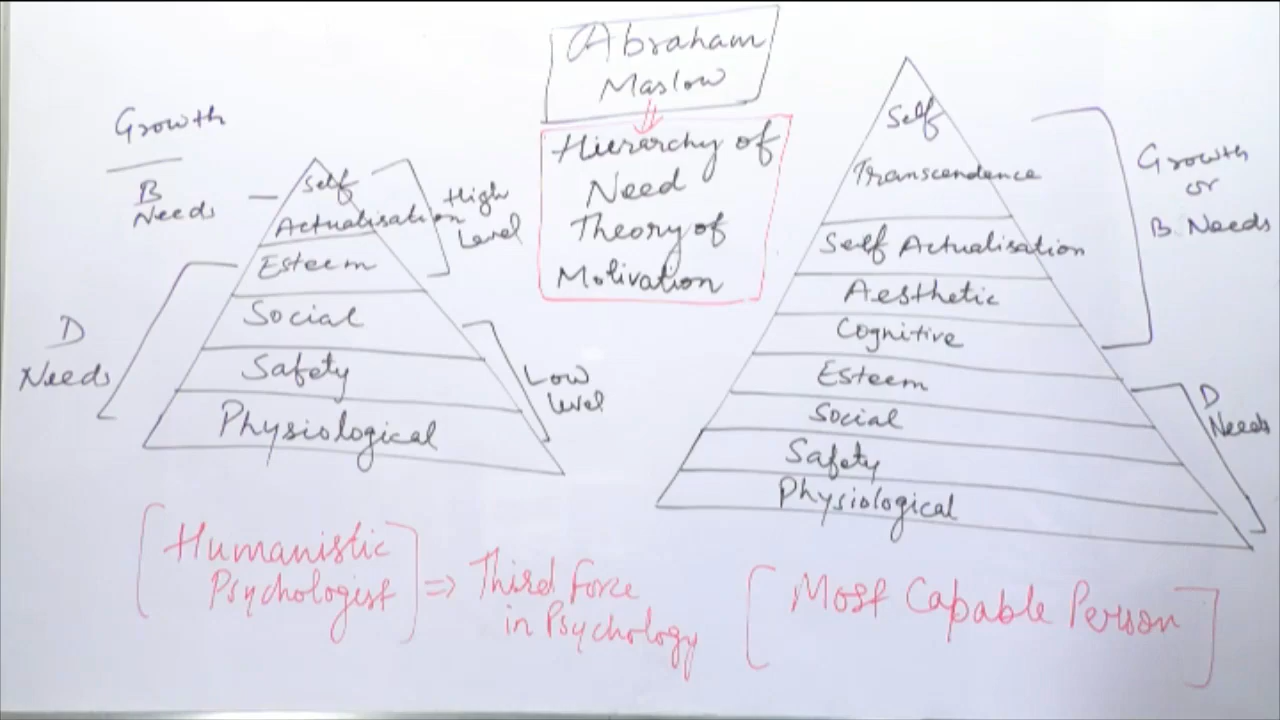 Abraham
Maslow
Hierarchy of
Need
Theory of
Motivation
Growth
B
Needs
Self
Actualisation
Esteem
Social
Safety
Physiological
High
Level
D
Needs
Low
level
Self
Transcendence
Self Actualisation
Aesthetic
Cognitive
Esteem
Social
Safety
Physiological
Growth
or
B Needs
D
Needs
[Humanistic
Psychologist] => Third Force
in Psychology
[Most Capable Person]